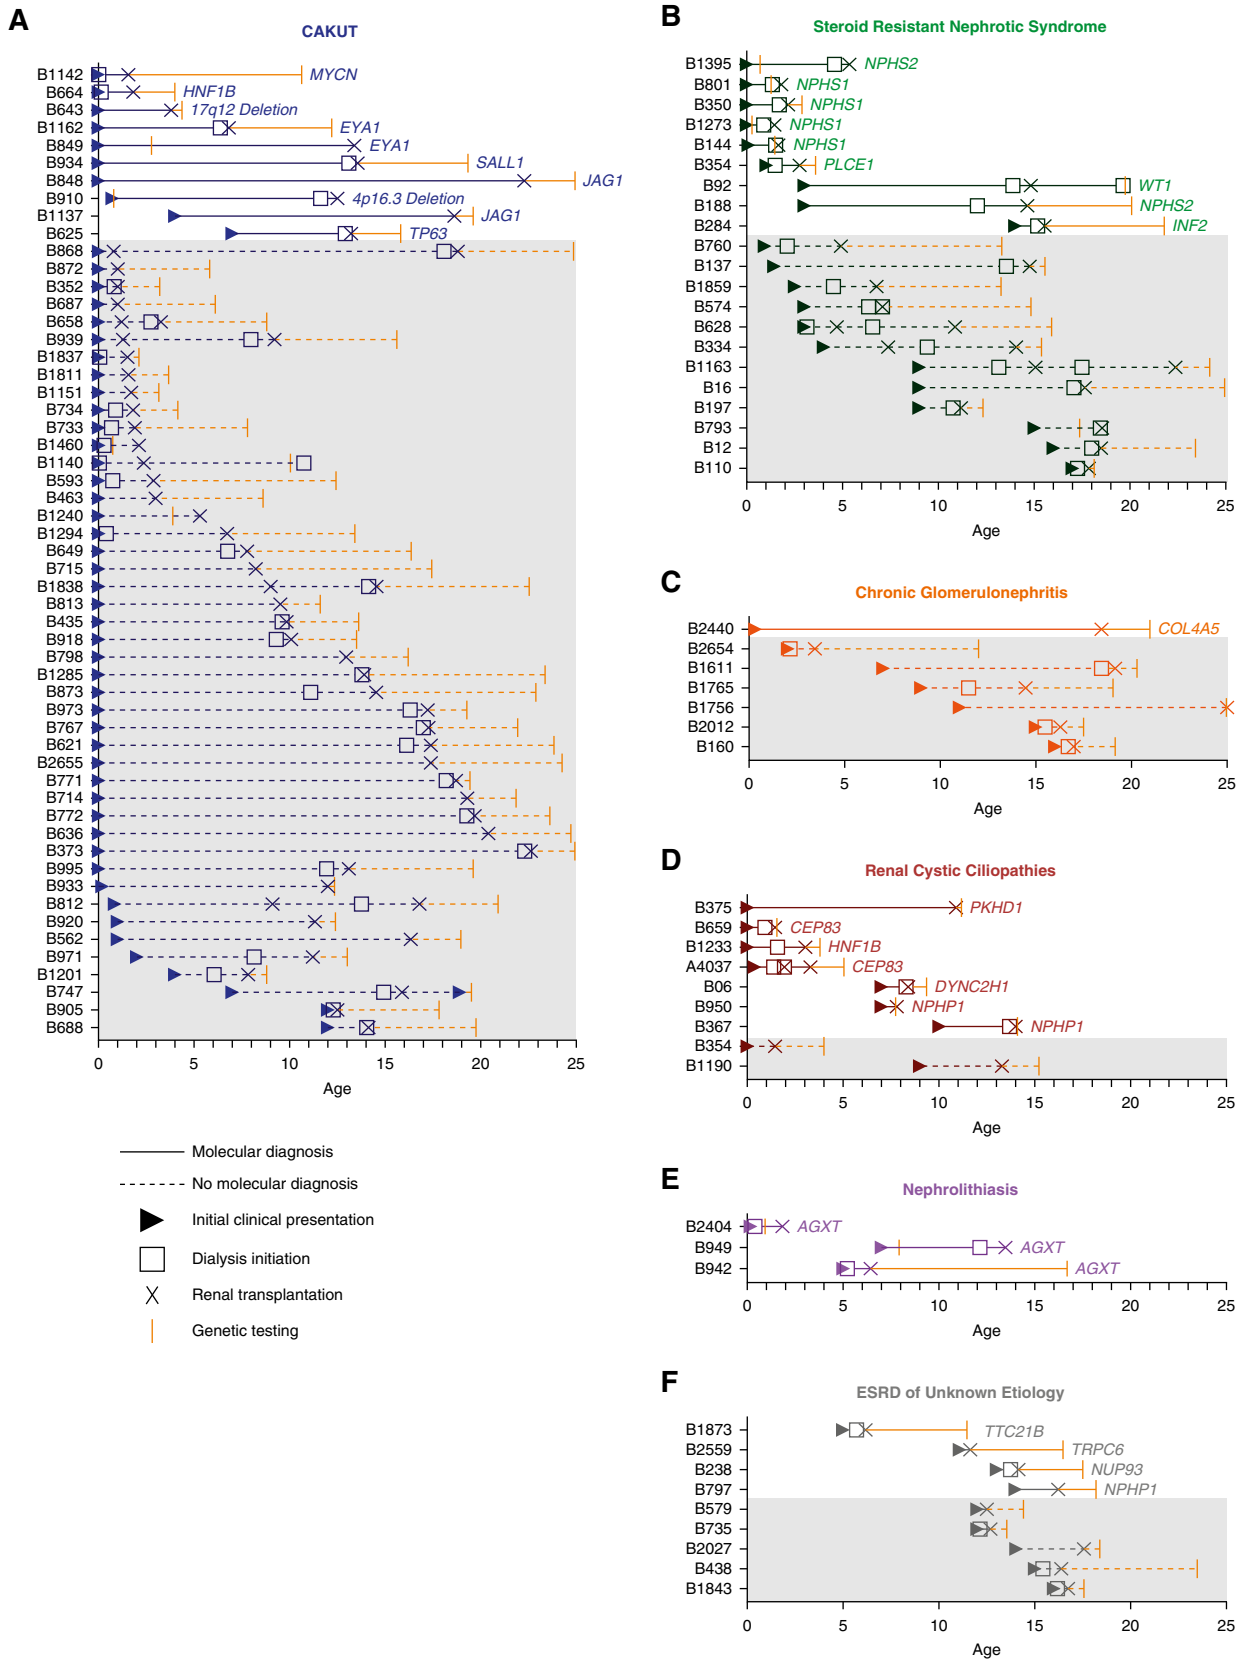 A
CAKUT
B1142 MYCN
B664 HNF1B
B643 17q12 Deletion
B1162 EYA1
B849 EYA1
B934 SALL1
B848 JAG1
B910 4p16.3 Deletion
B1137 JAG1
B625 TP63
B868
B872
B352
B687
B658
B939
B1837
B1811
B1151
B734
B733
B1460
B1140
B593
B463
B1240
B1294
B649
B715
B1838
B813
B435
B918
B798
B1285
B873
B973
B767
B621
B2655
B771
B714
B772
B636
B373
B995
B933
B812
B920
B562
B971
B1201
B747
B905
B688
0 5 10 15 20 25
Age
Molecular diagnosis
No molecular diagnosis
Initial clinical presentation
Dialysis initiation
Renal transplantation
Genetic testing
B
Steroid Resistant Nephrotic Syndrome
B1395 NPHS2
B801 NPHS1
B350 NPHS1
B1273 NPHS1
B144 NPHS1
B354 PLCE1
B92 WT1
B188 NPHS2
B284 INF2
B760
B137
B1859
B574
B628
B334
B1163
B16
B197
B793
B12
B110
0 5 10 15 20 25
Age
C
Chronic Glomerulonephritis
B2440 COL4A5
B2654
B1611
B1765
B1756
B2012
B160
0 5 10 15 20 25
Age
D
Renal Cystic Ciliopathies
B375 PKHD1
B659 CEP83
B1233 HNF1B
A4037 CEP83
B06 DYNC2H1
B950 NPHP1
B367 NPHP1
B354
B1190
0 5 10 15 20 25
Age
E
Nephrolithiasis
B2404 AGXT
B949 AGXT
B942 AGXT
0 5 10 15 20 25
Age
F
ESRD of Unknown Etiology
B1873 TTC21B
B2559 TRPC6
B238 NUP93
B797 NPHP1
B579
B735
B2027
B438
B1843
0 5 10 15 20 25
Age